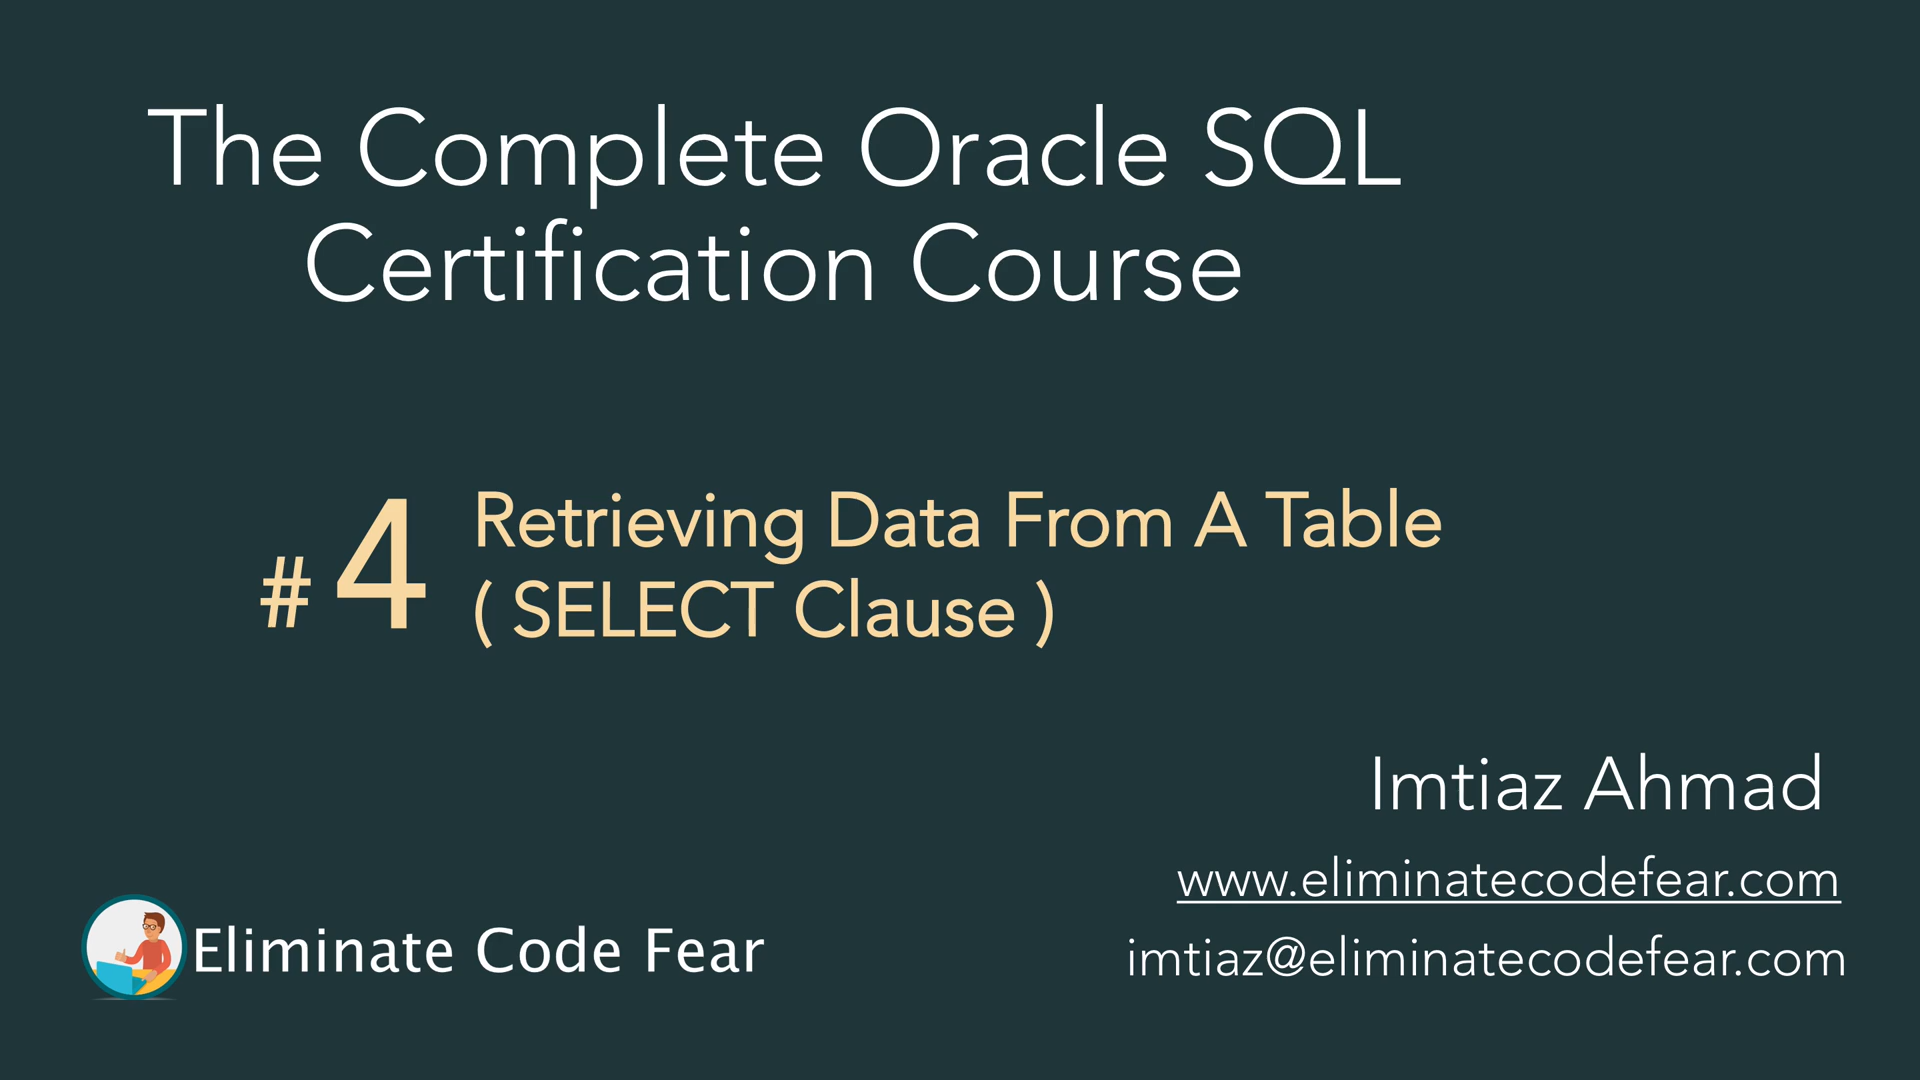 The Complete Oracle SQL
Certification Course
# 4 Retrieving Data From A Table
( SELECT Clause )
Imtiaz Ahmad
www.eliminatecodefear.com
Eliminate Code Fear
imtiaz@eliminatecodefear.com